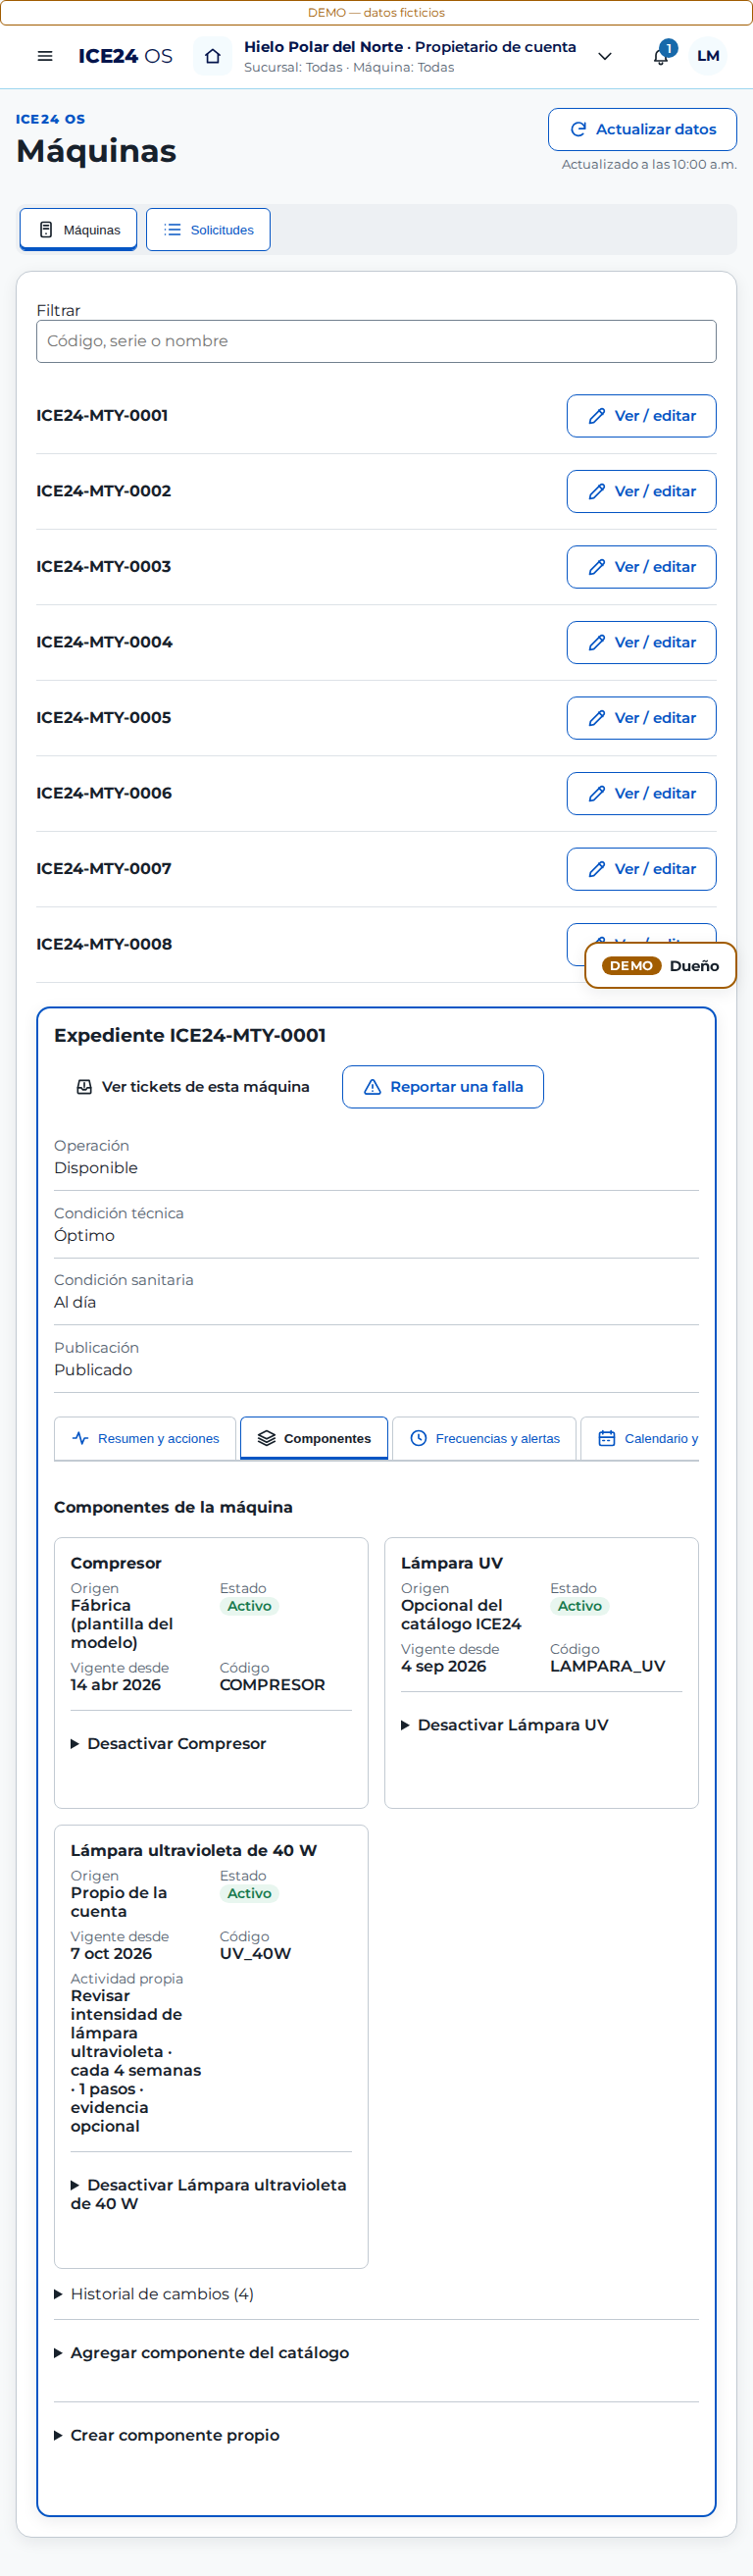 DEMO — datos ficticios
ICE24 OS
Hielo Polar del Norte · Propietario de cuenta
Sucursal: Todas · Máquina: Todas
1
LM
ICE24 OS
Máquinas
Actualizar datos
Actualizado a las 10:00 a.m.
Máquinas
Solicitudes
Filtrar
Código, serie o nombre
ICE24-MTY-0001
Ver / editar
ICE24-MTY-0002
Ver / editar
ICE24-MTY-0003
Ver / editar
ICE24-MTY-0004
Ver / editar
ICE24-MTY-0005
Ver / editar
ICE24-MTY-0006
Ver / editar
ICE24-MTY-0007
Ver / editar
ICE24-MTY-0008
DEMO Dueño
Expediente ICE24-MTY-0001
Ver tickets de esta máquina
Reportar una falla
Operación
Disponible
Condición técnica
Óptimo
Condición sanitaria
Al día
Publicación
Publicado
Resumen y acciones
Componentes
Frecuencias y alertas
Calendario y
Componentes de la máquina
Compresor
Origen
Fábrica
(plantilla del
modelo)
Estado
Activo
Vigente desde
14 abr 2026
Código
COMPRESOR
Desactivar Compresor
Lámpara UV
Origen
Opcional del
catálogo ICE24
Estado
Activo
Vigente desde
4 sep 2026
Código
LAMPARA_UV
Desactivar Lámpara UV
Lámpara ultravioleta de 40 W
Origen
Propio de la
cuenta
Estado
Activo
Vigente desde
7 oct 2026
Código
UV_40W
Actividad propia
Revisar
intensidad de
lámpara
ultravioleta ·
cada 4 semanas
· 1 pasos ·
evidencia
opcional
Desactivar Lámpara ultravioleta
de 40 W
Historial de cambios (4)
Agregar componente del catálogo
Crear componente propio